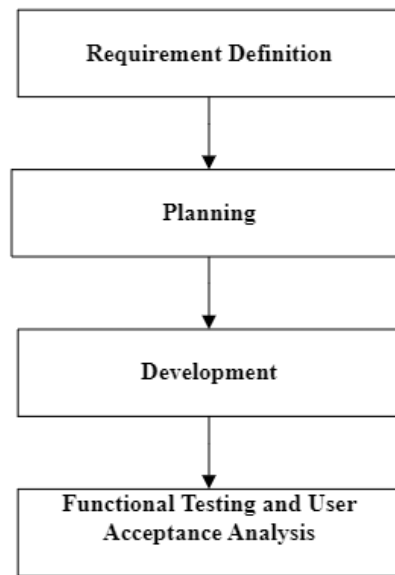 Requirement Definition
Planning
Development
Functional Testing and User
Acceptance Analysis